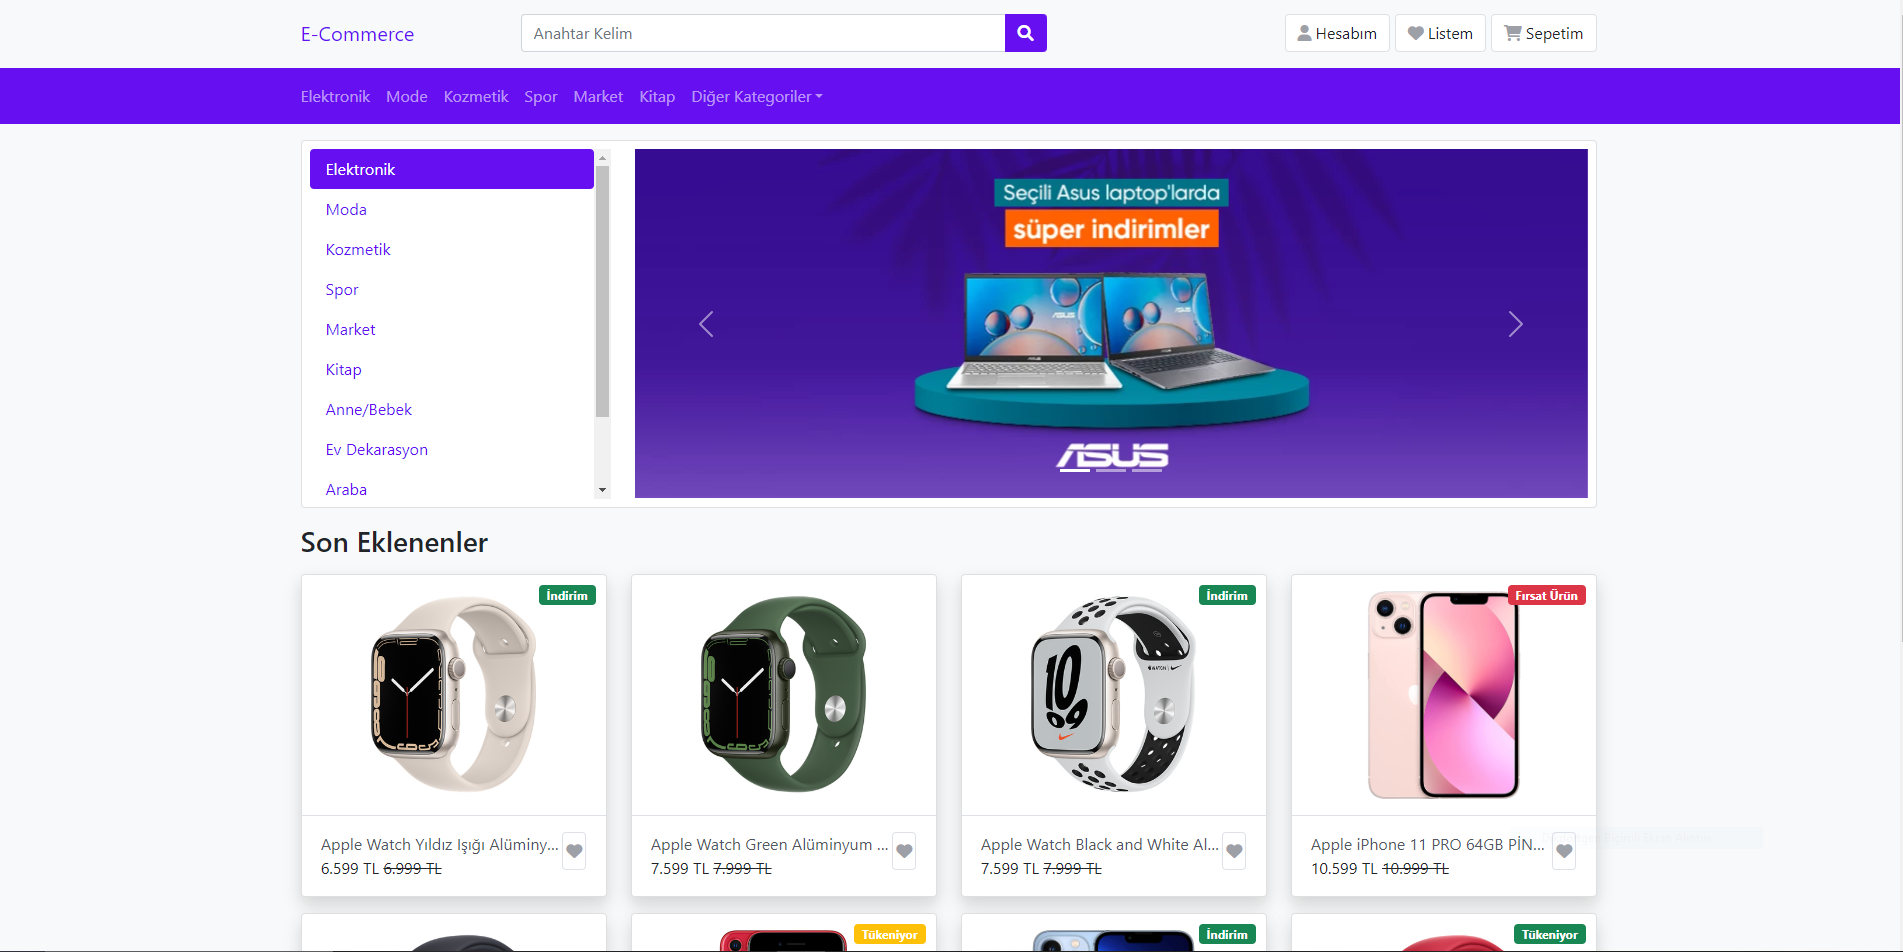 E-Commerce
Anahtar Kelim
Hesabım
Listem
Sepetim
Elektronik Mode Kozmetik Spor Market Kitap Diğer Kategoriler
Elektronik
Moda
Kozmetik
Spor
Market
Kitap
Anne/Bebek
Ev Dekarasyon
Araba
Seçili Asus laptop'larda
süper indirimler
ASUS
Son Eklenenler
İndirim
Apple Watch Yıldız Işığı Alüminy...
6.599 TL 6.999 TL
Apple Watch Green Alüminyum ...
7.599 TL 7.999 TL
İndirim
Apple Watch Black and White Al...
7.599 TL 7.999 TL
Fırsat Ürün
Apple iPhone 11 PRO 64GB PİN...
10.599 TL 10.999 TL
Tükeniyor
İndirim
Tükeniyor